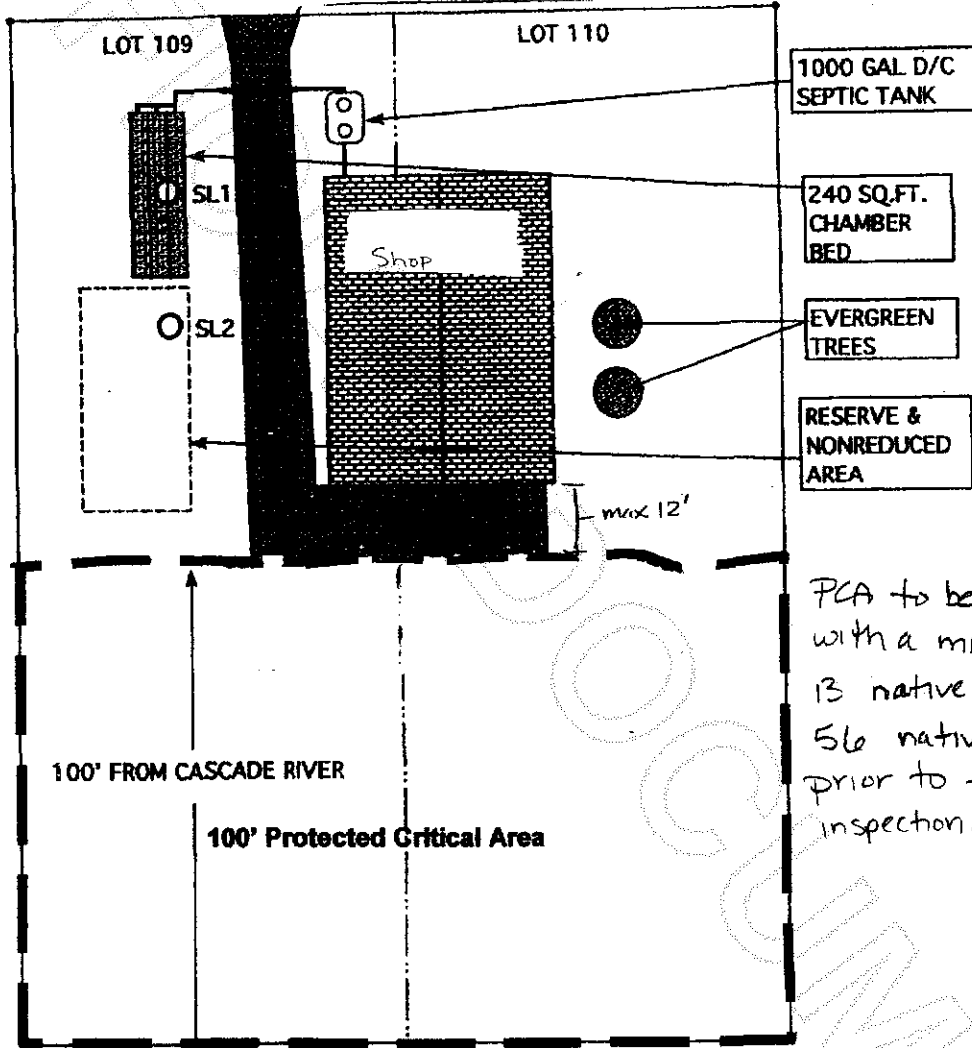 LOT 109
LOT 110
1000 GAL D/C
SEPTIC TANK
240 SQ.FT.
CHAMBER
BED
SL1
Shop
EVERGREEN
TREES
SL2
RESERVE &
NONREDUCED
AREA
max 12'
PCA to be
with a
13 native
56 native
prior to
inspection
100' FROM CASCADE RIVER
100' Protected Critical Area